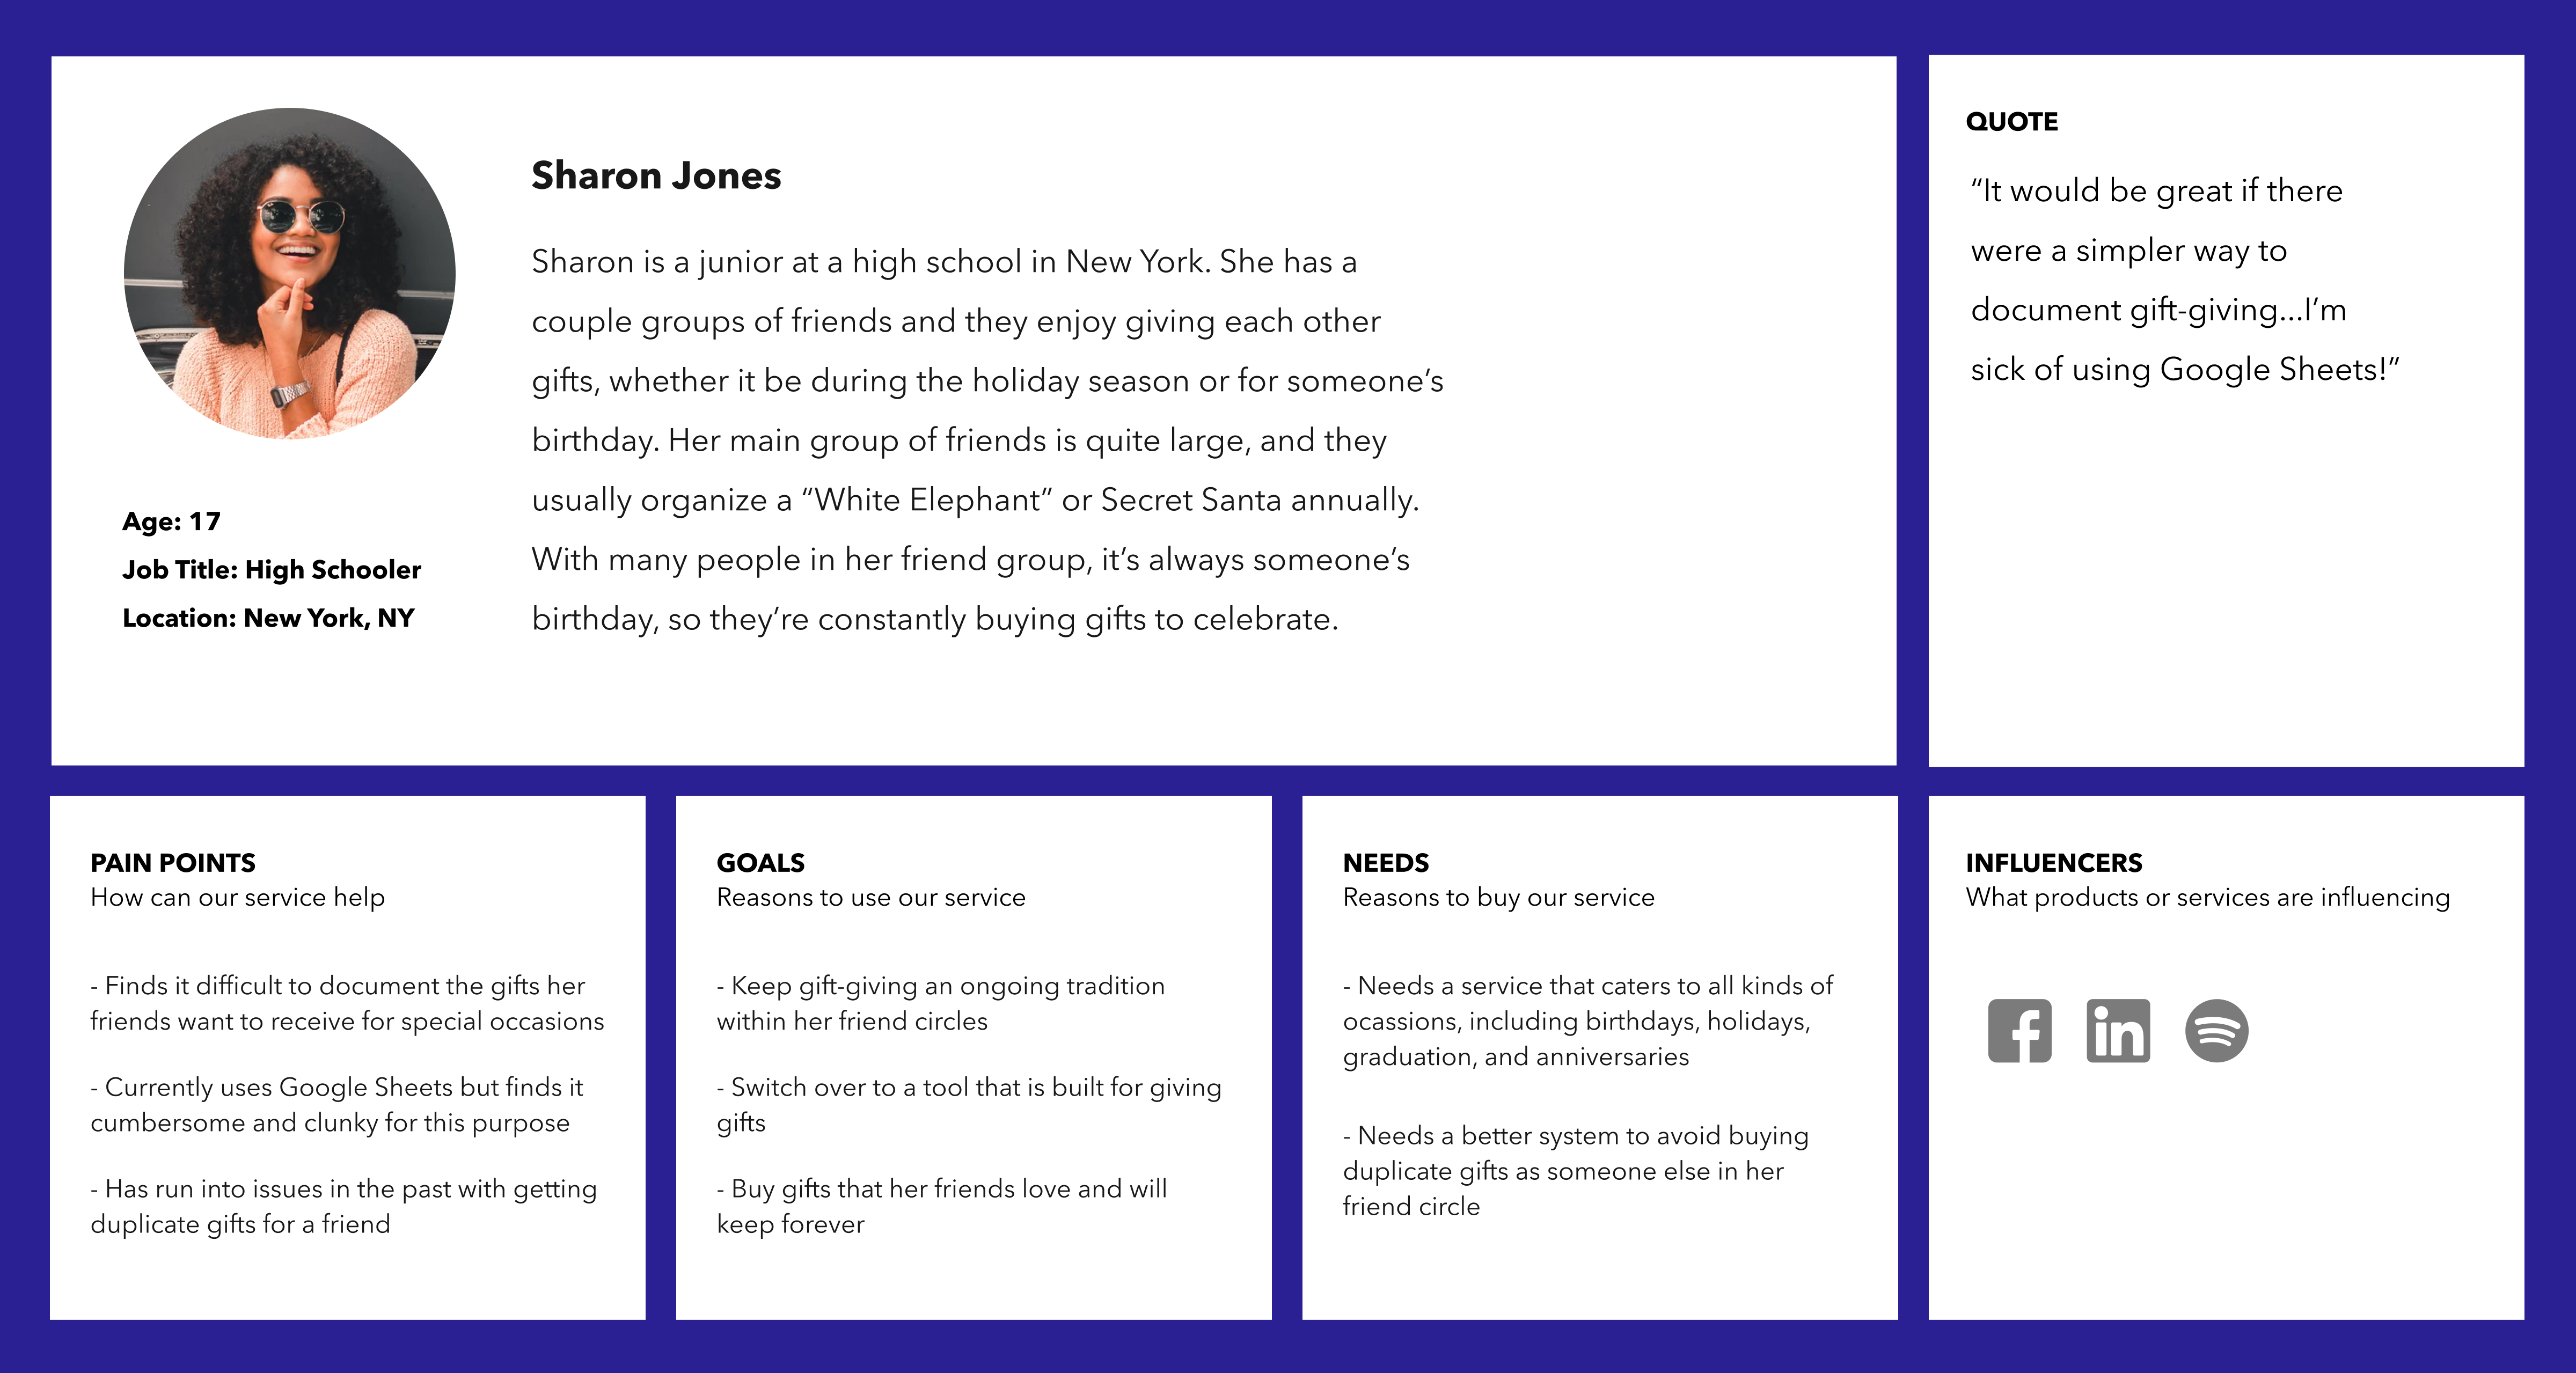 Sharon Jones
Sharon is a junior at a high school in New York. She has a
couple groups of friends and they enjoy giving each other
gifts, whether it be during the holiday season or for someone’s
birthday. Her main group of friends is quite large, and they
usually organize a “White Elephant” or Secret Santa annually.
With many people in her friend group, it’s always someone’s
birthday, so they’re constantly buying gifts to celebrate.
Age: 17
Job Title: High Schooler
Location: New York, NY
QUOTE
“It would be great if there
were a simpler way to
document gift-giving...I’m
sick of using Google Sheets!”
PAIN POINTS
How can our service help
- Finds it difficult to document the gifts her
friends want to receive for special occasions
- Currently uses Google Sheets but finds it
cumbersome and clunky for this purpose
- Has run into issues in the past with getting
duplicate gifts for a friend
GOALS
Reasons to use our service
- Keep gift-giving an ongoing tradition
within her friend circles
- Switch over to a tool that is built for giving
gifts
- Buy gifts that her friends love and will
keep forever
NEEDS
Reasons to buy our service
- Needs a service that caters to all kinds of
ocassions, including birthdays, holidays,
graduation, and anniversaries
- Needs a better system to avoid buying
duplicate gifts as someone else in her
friend circle
INFLUENCERS
What products or services are influencing
f
in